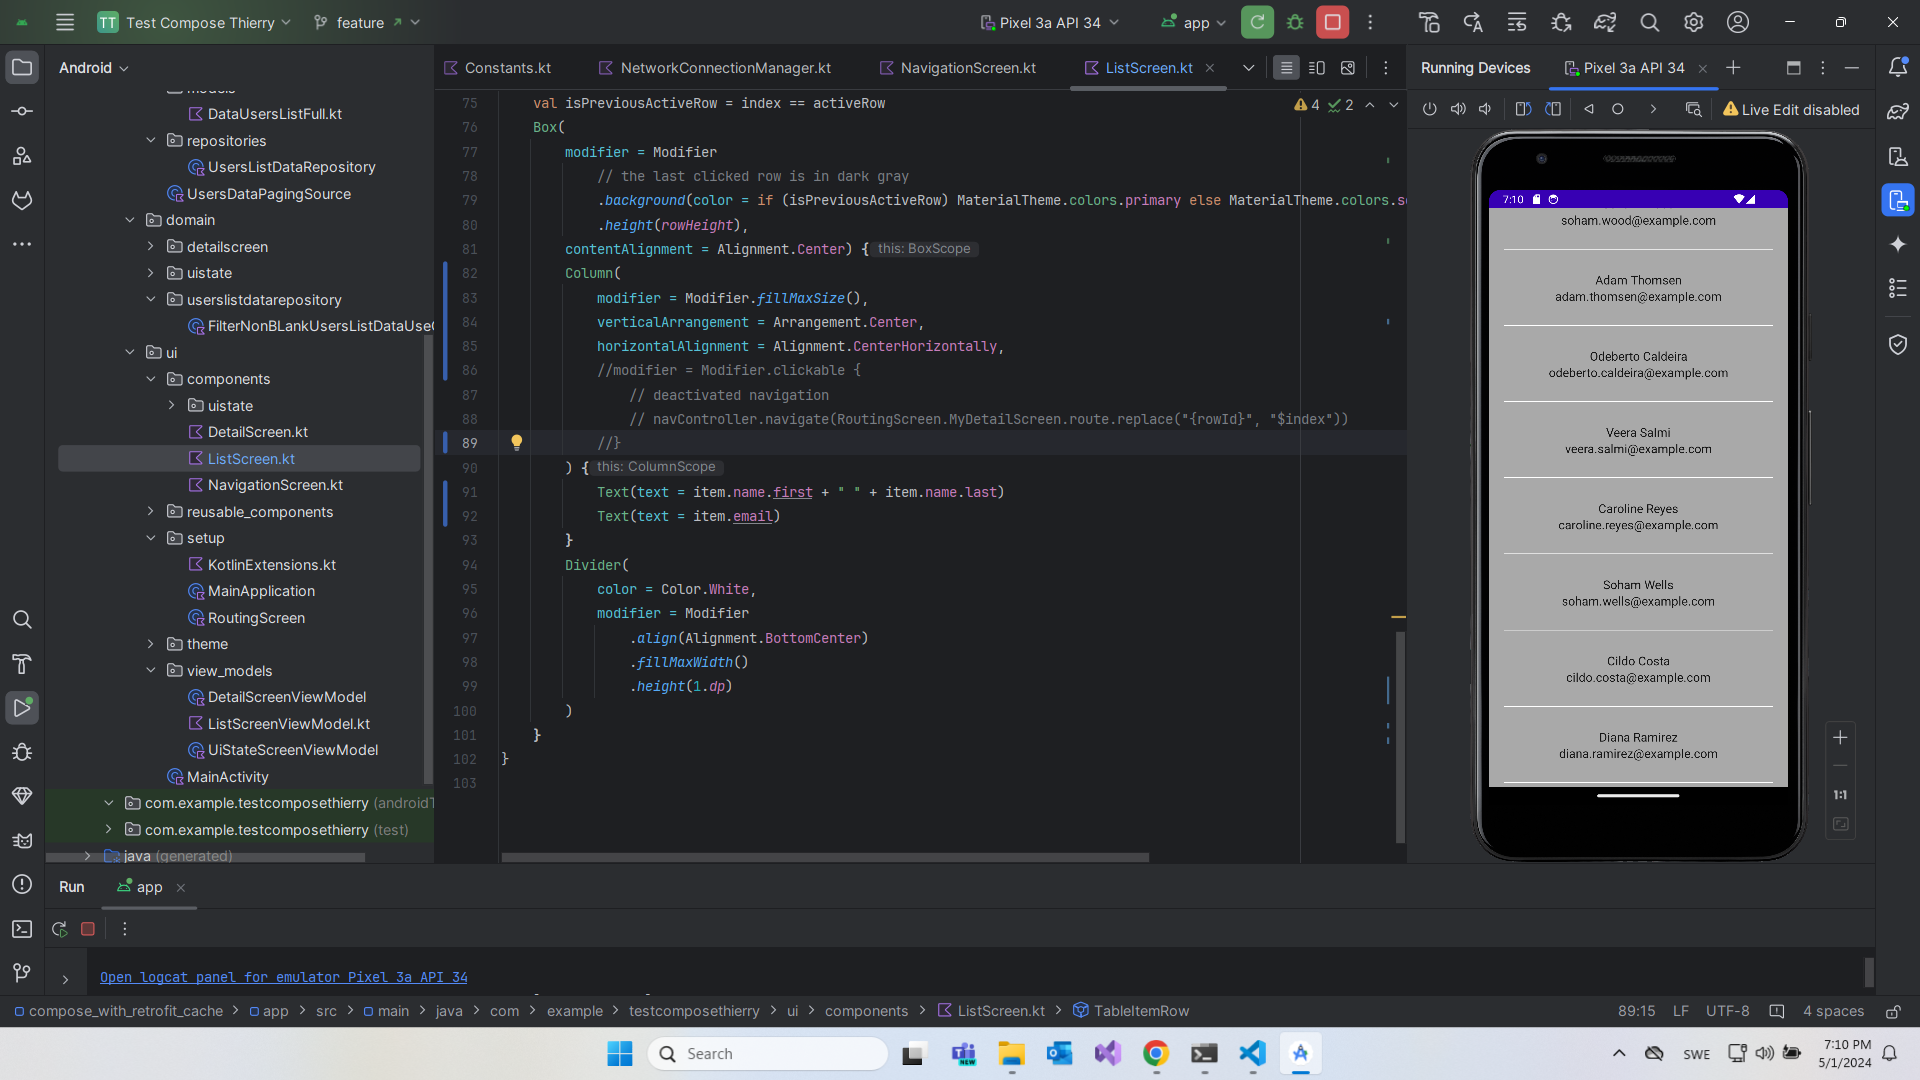 TT Test Compose Thierry
feature
Pixel 3a API 34
app
Android
models
DataUsersListFull.kt
repositories
UsersListDataRepository
UsersDataPagingSource
domain
detailscreen
uistate
userslistdatarepository
FilterNonBLankUsersListDataUse
ui
components
uistate
DetailScreen.kt
ListScreen.kt
NavigationScreen.kt
reusable_components
setup
KotlinExtensions.kt
MainApplication
RoutingScreen
theme
view_models
DetailScreenViewModel
ListScreenViewModel.kt
UiStateScreenViewModel
MainActivity
com.example.testcomposethierry (androidT
com.example.testcomposethierry (test)
java (generated)
Constants.kt
NetworkConnectionManager.kt
NavigationScreen.kt
ListScreen.kt
4 2
75 val isPreviousActiveRow = index == activeRow
76 Box(
77 modifier = Modifier
78 // the last clicked row is in dark gray
79 .background(color = if (isPreviousActiveRow) MaterialTheme.colors.primary else MaterialTheme.colors.s
80 .height(rowHeight),
81 contentAlignment = Alignment.Center) { this: BoxScope
82 Column(
83 modifier = Modifier.fillMaxSize(),
84 verticalArrangement = Arrangement.Center,
85 horizontalAlignment = Alignment.CenterHorizontally,
86 //modifier = Modifier.clickable {
87 // deactivated navigation
88 // navController.navigate(RoutingScreen.MyDetailScreen.route.replace("{rowId}", "$index"))
89 //}
90 ) { this: ColumnScope
91 Text(text = item.name.first + " " + item.name.last)
92 Text(text = item.email)
93 }
94 Divider(
95 color = Color.White,
96 modifier = Modifier
97 .align(Alignment.BottomCenter)
98 .fillMaxWidth()
99 .height(1.dp)
100 )
101 }
102 }
103
Running Devices
Pixel 3a API 34
Live Edit disabled
7:10
soham.wood@example.com
Adam Thomsen
adam.thomsen@example.com
Odeberto Caldeira
odeberto.caldeira@example.com
Veera Salmi
veera.salmi@example.com
Caroline Reyes
caroline.reyes@example.com
Soham Wells
soham.wells@example.com
Cildo Costa
cildo.costa@example.com
Diana Ramirez
diana.ramirez@example.com
1:1
Run
app
Open logcat panel for emulator Pixel 3a API 34
compose_with_retrofit_cache > app > src > main > java > com > example > testcomposethierry > ui > components > ListScreen.kt > TableItemRow
89:15 LF UTF-8 4 spaces
Search
NEW
SWE
7:10 PM
5/1/2024